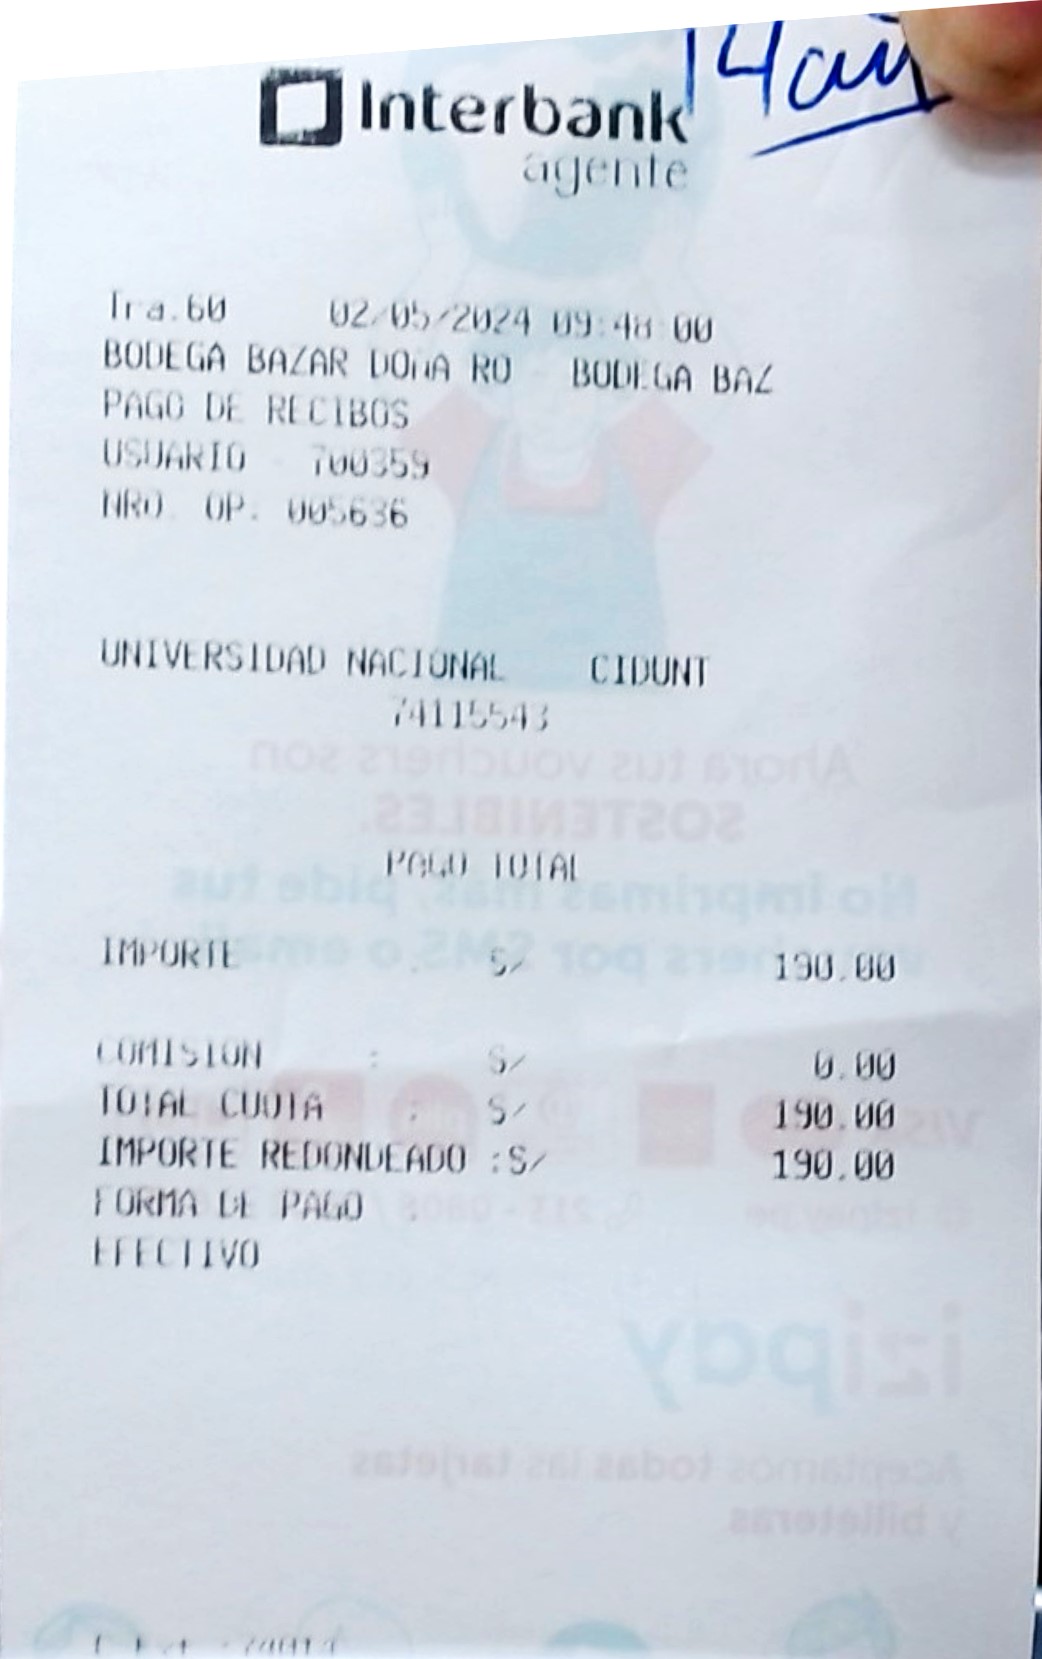 14 añ
Interbank
agente
Tra.60 02/05/2024 09:48:00
BODEGA BAZAR DOñA RO - BODEGA BAZ
PAGO DE RECIBOS
USUARIO - 700359
NRO. OP. 005636
UNIVERSIDAD NACIONAL CIDUNT
74115543
Ahora tus vouchers son
SOSTENIBLES.
PAGO TOTAL
No imprimas más, pide tus
vouchers por SMS o email
IMPORTE : S/ 190.00
COMISION : S/ 0.00
TOTAL CUOTA : S/ 190.00
VISA
IMPORTE REDONDEADO :S/ 190.00
FORMA DE PAGO :
EFECTIVO
izipay
Aceptamos todas las tarjetas
y billeteras